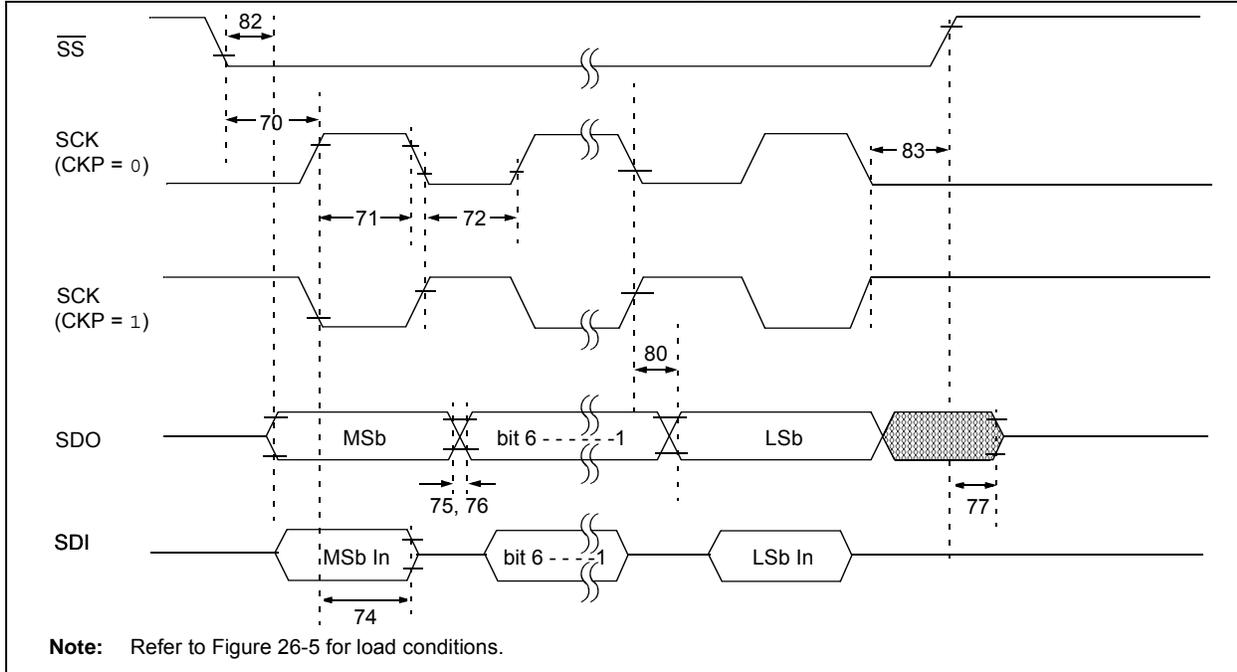 82
SS
70
SCK
(CKP = 0)
83
71
72
SCK
(CKP = 1)
80
SDO
MSb
bit 6 - - - - - -1
LSb
75, 76
77
SDI
MSb In
bit 6 - - - - -1
LSb In
74
Note: Refer to Figure 26-5 for load conditions.